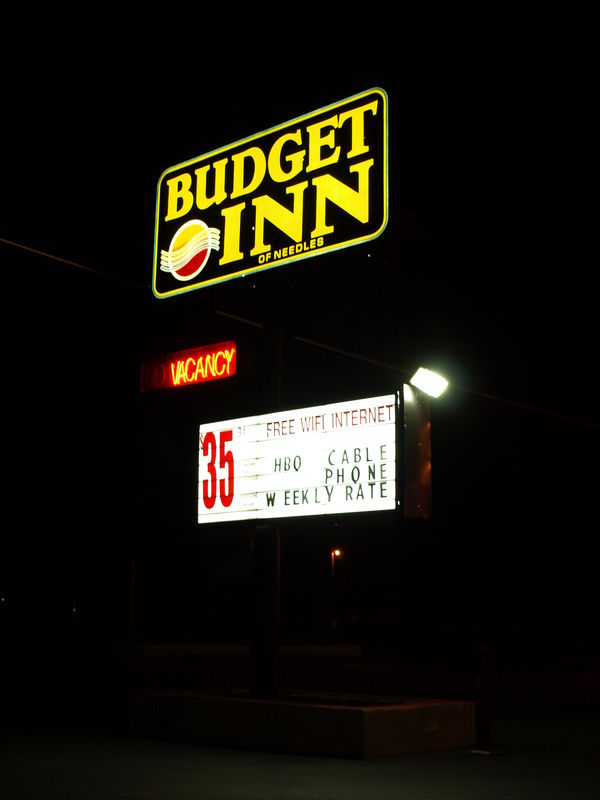 BUDGET
INN
OF NEEDLES
VACANCY
35
FREE WIFI INTERNET
HBO CABLE
PHONE
WEEKLY RATE